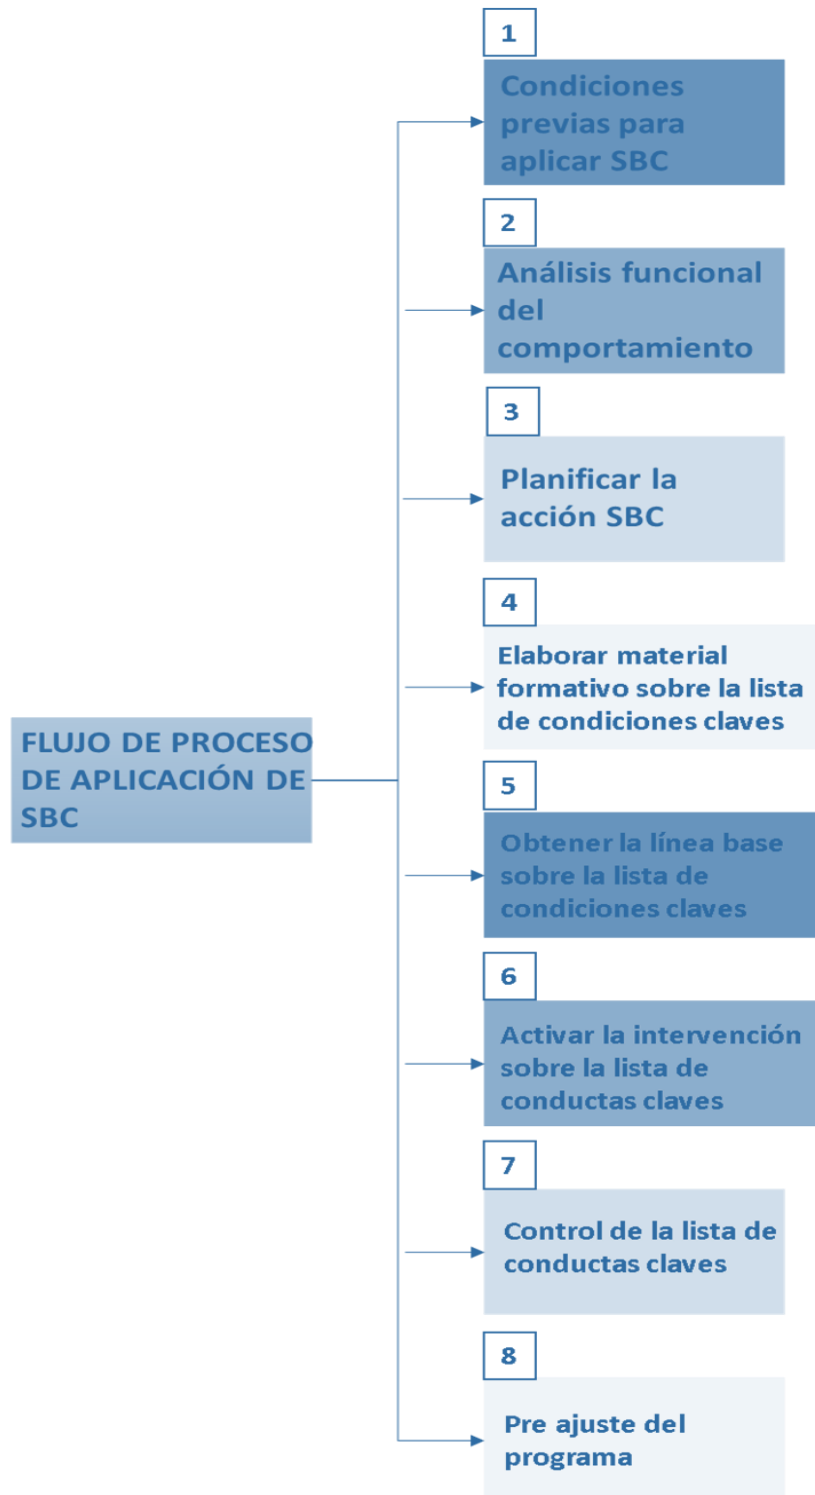 1
Condiciones
previas para
aplicar SBC
2
Análisis funcional
del
comportamiento
3
Planificar la
acción SBC
4
Elaborar material
formativo sobre la lista
de condiciones claves
FLUJO DE PROCESO
DE APLICACIÓN DE
SBC
5
Obtener la línea base
sobre la lista de
condiciones claves
6
Activar la intervención
sobre la lista de
conductas claves
7
Control de la lista de
conductas claves
8
Pre ajuste del
programa